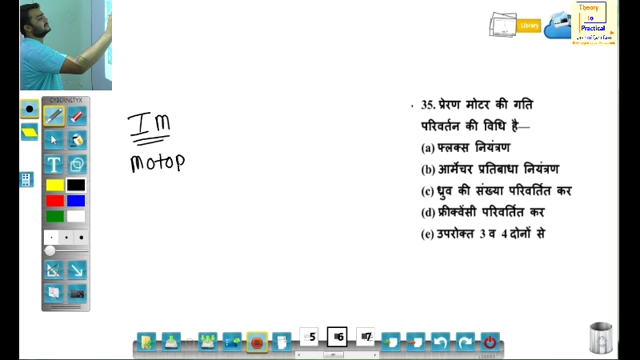 Theory
to
Practical
Library
CYBERNETYX
IM
motop
35. प्रेरण मोटर की गति
परिवर्तन की विधि है—
(a) फ्लक्स नियंत्रण
(b) आर्मेचर प्रतिबाधा नियंत्रण
(c) ध्रुव की संख्या परिवर्तित कर
(d) फ्रीक्वेंसी परिवर्तित कर
(e) उपरोक्त 3 व 4 दोनों से
5 6 7